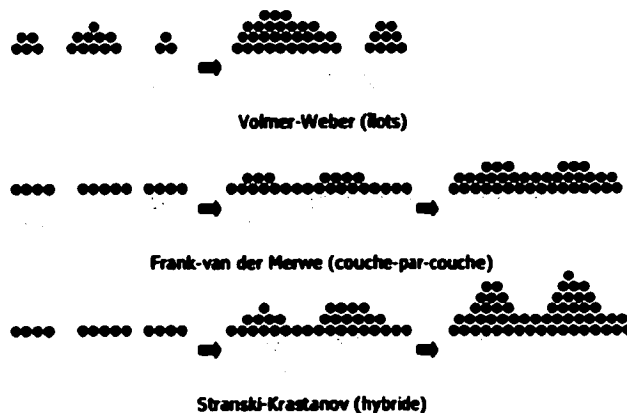 Volmer-Weber (îlots)
Frank-van der Merwe (couche-par-couche)
Stranski-Krastanov (hybride)